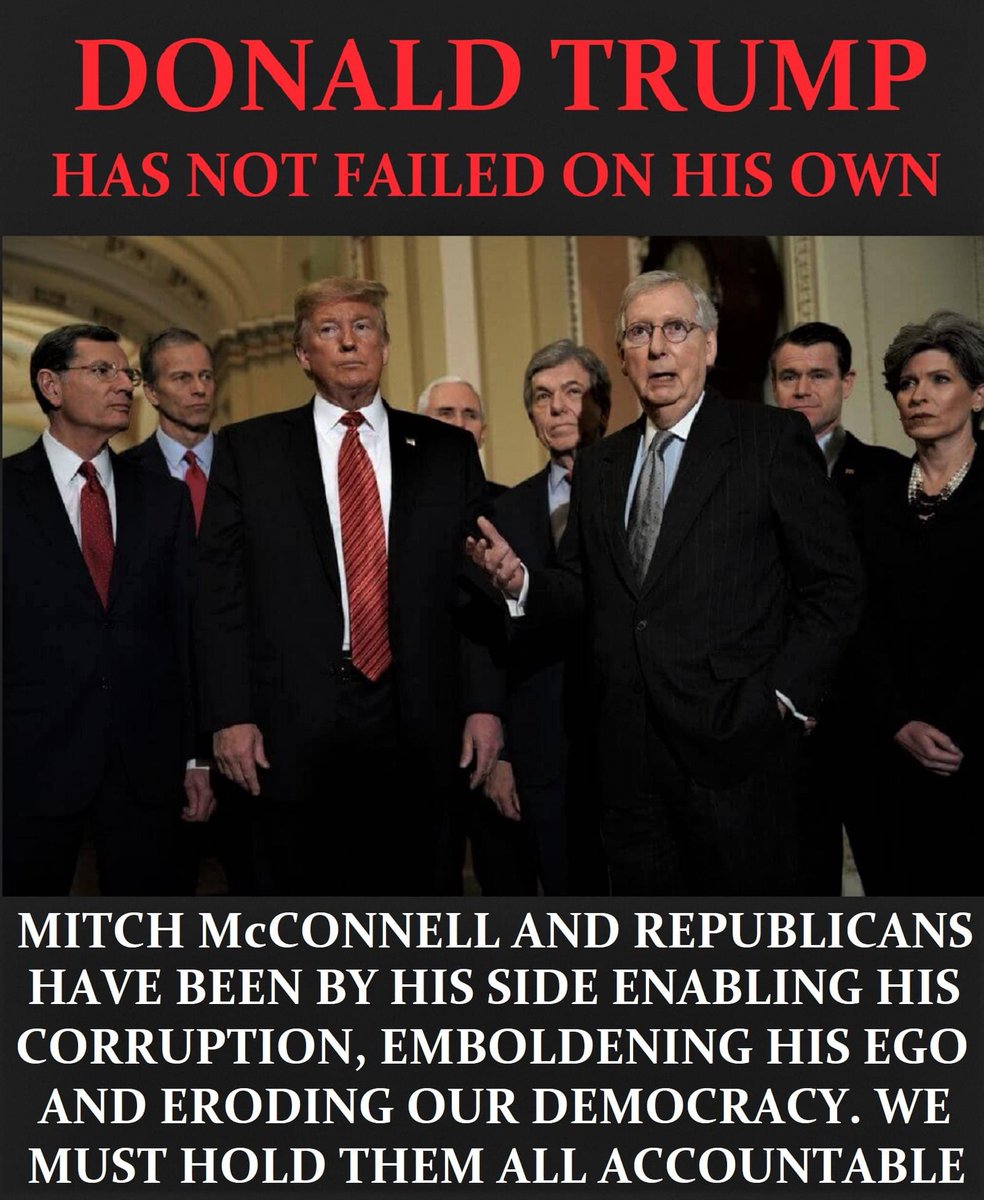 DONALD TRUMP
HAS NOT FAILED ON HIS OWN
MITCH McCONNELL AND REPUBLICANS
HAVE BEEN BY HIS SIDE ENABLING HIS
CORRUPTION, EMBOLDENING HIS EGO
AND ERODING OUR DEMOCRACY. WE
MUST HOLD THEM ALL ACCOUNTABLE